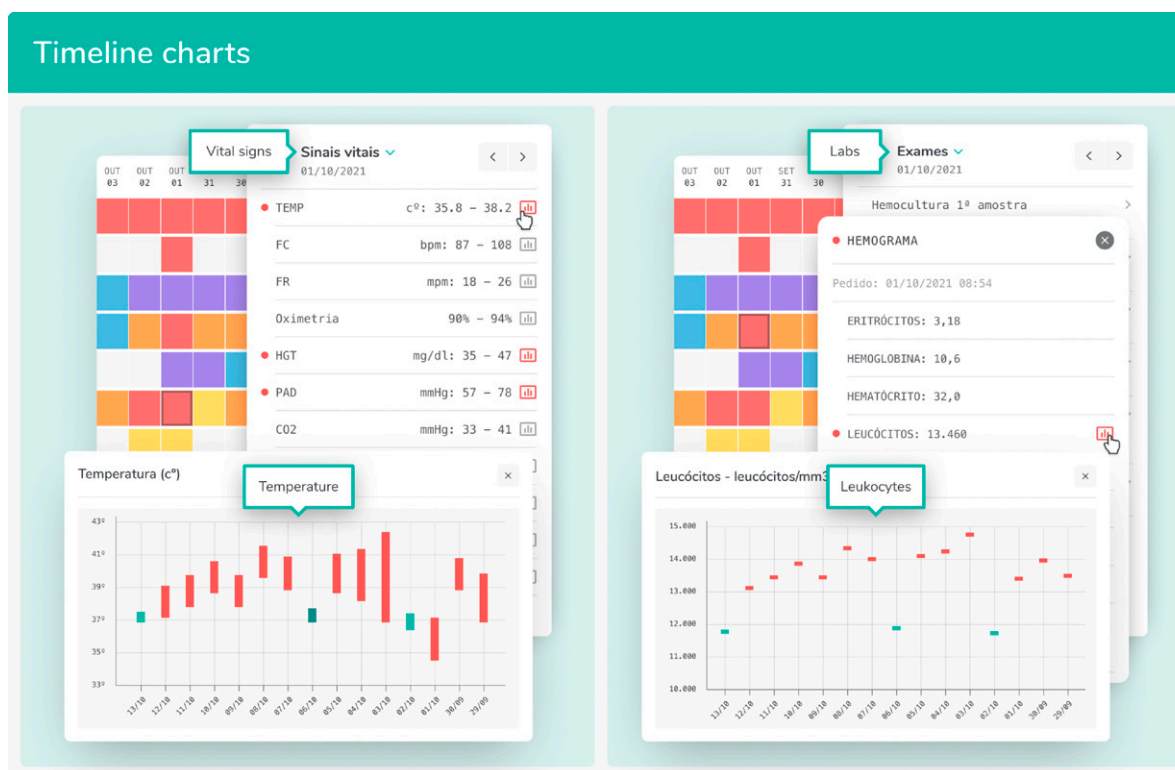 Timeline charts
Vital signs
Sinais vitais
01/10/2021
OUT OUT OUT
03 02 01 31 30
TEMP cº: 35.8 – 38.2
FC bpm: 87 – 108
FR mpm: 18 – 26
Oximetria 90% – 94%
HGT mg/dl: 35 – 47
PAD mmHg: 57 – 78
CO2 mmHg: 33 – 41
Temperatura (c°)
Temperature
43º
41º
39º
37º
35º
33º
13/10 12/10 11/10 10/10 09/10 08/10 07/10 06/10 05/10 04/10 03/10 02/10 01/10 30/09 29/09
Labs
Exames
01/10/2021
OUT OUT OUT SET
03 02 01 31 30
Hemocultura 1ª amostra
HEMOGRAMA
Pedido: 01/10/2021 08:54
ERITRÓCITOS: 3,18
HEMOGLOBINA: 10,6
HEMATÓCRITO: 32,0
LEUCÓCITOS: 13.460
Leucócitos - leucócitos/mm3
Leukocytes
15.000
14.000
13.000
12.000
11.000
10.000
13/10 12/10 11/10 10/10 09/10 08/10 07/10 06/10 05/10 04/10 03/10 02/10 01/10 30/09 29/09